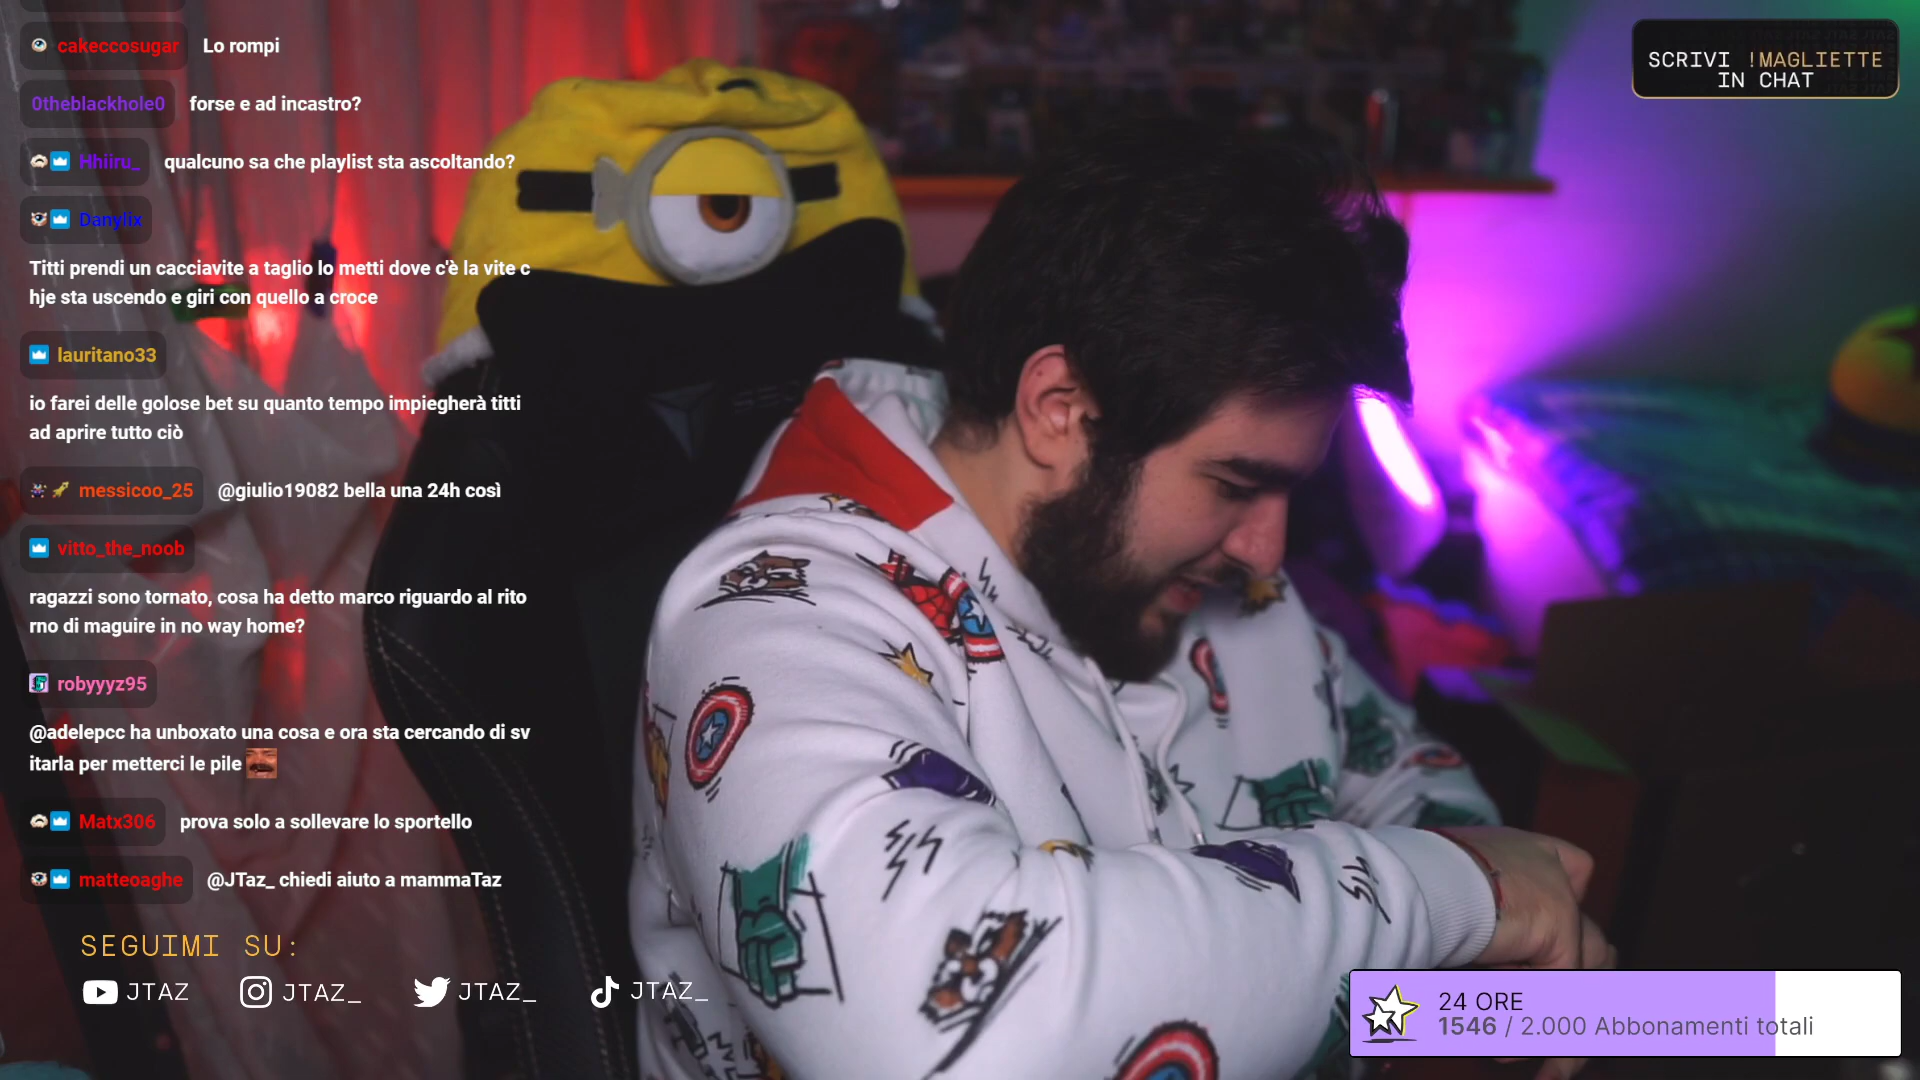 cakeccosugar Lo rompi
0theblackhole0 forse e ad incastro?
Hhiiru_ qualcuno sa che playlist sta ascoltando?
Danylix
Titti prendi un cacciavite a taglio lo metti dove c'è la vite c
hje sta uscendo e giri con quello a croce
lauritano33
io farei delle golose bet su quanto tempo impiegherà titti
ad aprire tutto ciò
messicoo_25 @giulio19082 bella una 24h così
vitto_the_noob
ragazzi sono tornato, cosa ha detto marco riguardo al rito
rno di maguire in no way home?
robyyyz95
@adelepcc ha unboxato una cosa e ora sta cercando di sv
itarla per metterci le pile
Matx306 prova solo a sollevare lo sportello
matteoaghe @JTaz_ chiedi aiuto a mammaTaz
SEGUIMI SU:
JTAZ JTAZ_ JTAZ_ JTAZ_
SCRIVI !MAGLIETTE
IN CHAT
24 ORE
1546 / 2.000 Abbonamenti totali